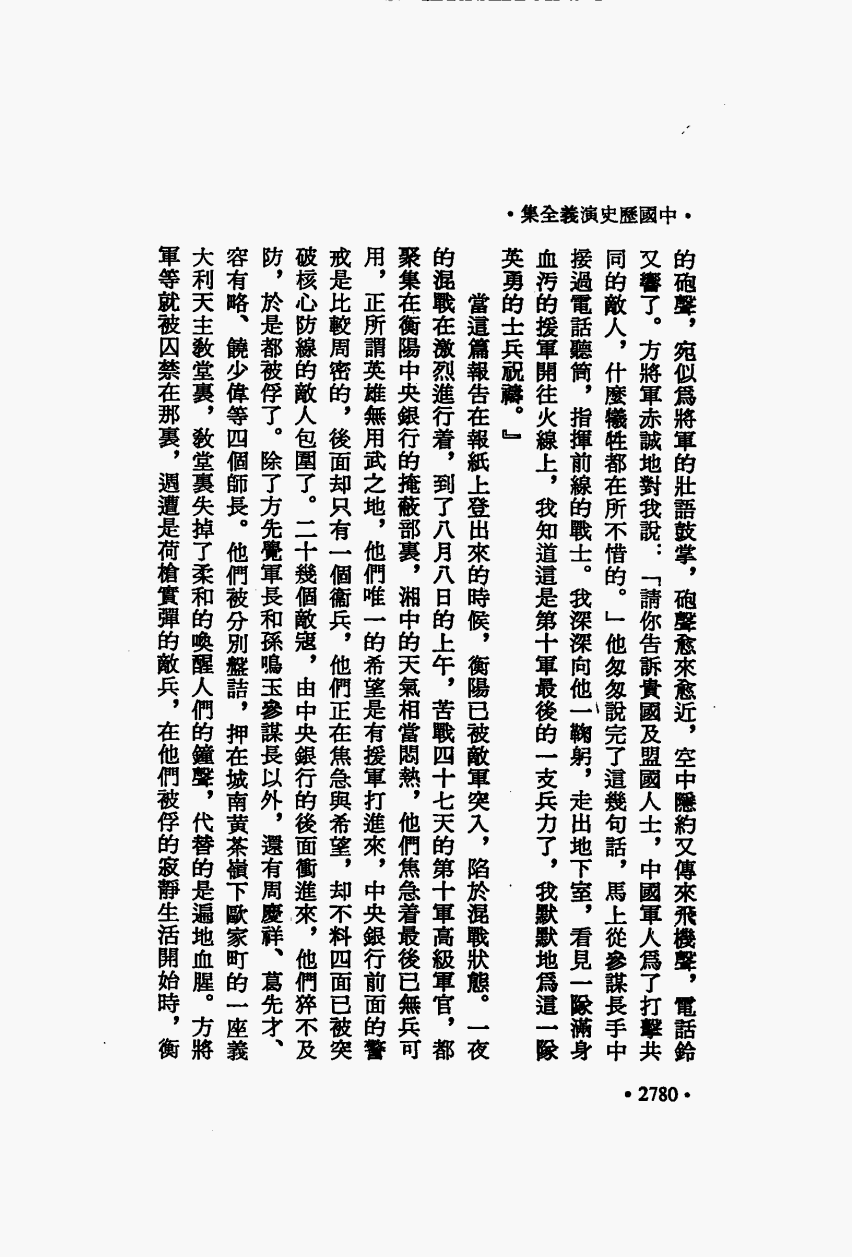 •中國歷史演義全集•
的砲聲，宛似爲將軍的壯語鼓掌，砲聲愈來愈近，空中隱約又傳來飛機聲，電話鈴
又響了。方將軍赤誠地對我說：「請你告訴貴國及盟國人士，中國軍人爲了打擊共
同的敵人，什麼犧牲都在所不惜的。」他匆匆說完了這幾句話，馬上從參謀長手中
接過電話聽筒，指揮前線的戰士。我深深向他一鞠躬，走出地下室，看見一隊滿身
血汚的援軍開往火線上，我知道這是第十軍最後的一支兵力了，我默默地爲這一隊
英勇的士兵祝禱。』
當這篇報告在報紙上登出來的時候，衡陽已被敵軍突入，陷於混戰狀態。一夜
的混戰在激烈進行着，到了八月八日的上午，苦戰四十七天的第十軍高級軍官，都
聚集在衡陽中央銀行的掩蔽部裏，湘中的天氣相當悶熱，他們焦急着最後已無兵可
用，正所謂英雄無用武之地，他們唯一的希望是有援軍打進來，中央銀行前面的警
戒是比較周密的，後面却只有一個衞兵，他們正在焦急與希望，却不料四面已被突
破核心防線的敵人包圍了。二十幾個敵寇，由中央銀行的後面衝進來，他們猝不及
防，於是都被俘了。除了方先覺軍長和孫鳴玉參謀長以外，還有周慶祥、葛先才、
容有略、饒少偉等四個師長。他們被分別盤詰，押在城南黄茶嶺下歐家町的一座義
大利天主教堂裏，教堂裏失掉了柔和的喚醒人們的鐘聲，代替的是遍地血腥。方將
軍等就被囚禁在那裏，週遭是荷槍實彈的敵兵，在他們被俘的寂靜生活開始時，衡
•2780•